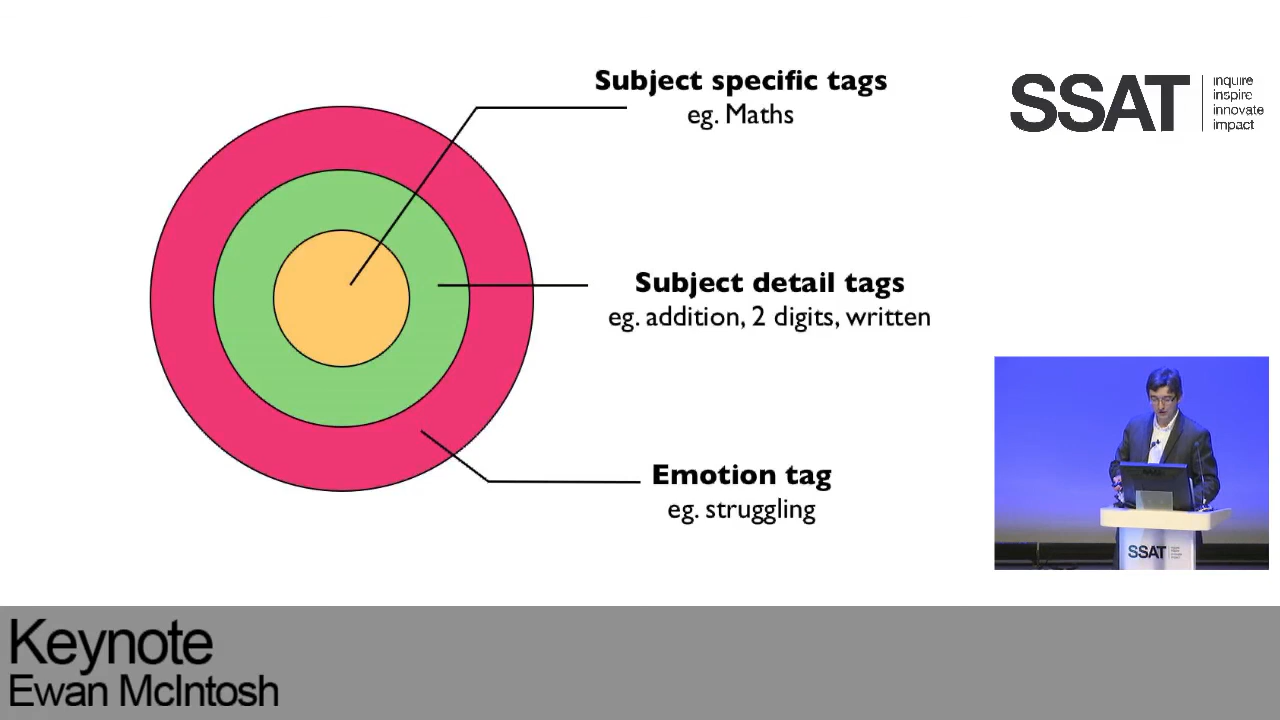 Subject specific tags
eg. Maths
SSAT
inquire
inspire
innovate
impact
Subject detail tags
eg. addition, 2 digits, written
Emotion tag
eg. struggling
SSAT
Keynote
Ewan McIntosh